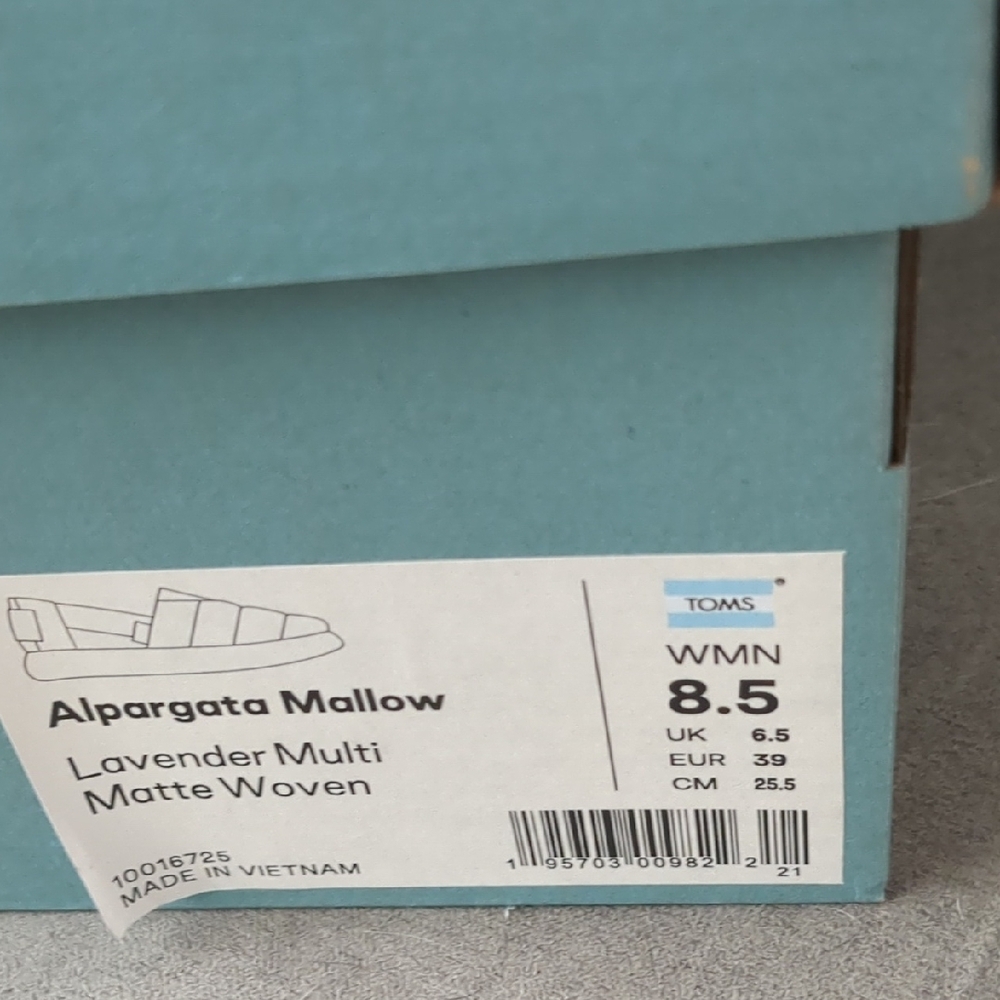 Alpargata Mallow
Lavender Multi
Matte Woven
10016725
MADE IN VIETNAM
TOMS
WMN
8.5
UK 6.5
EUR 39
CM 25.5
1 95703 00982 2
21